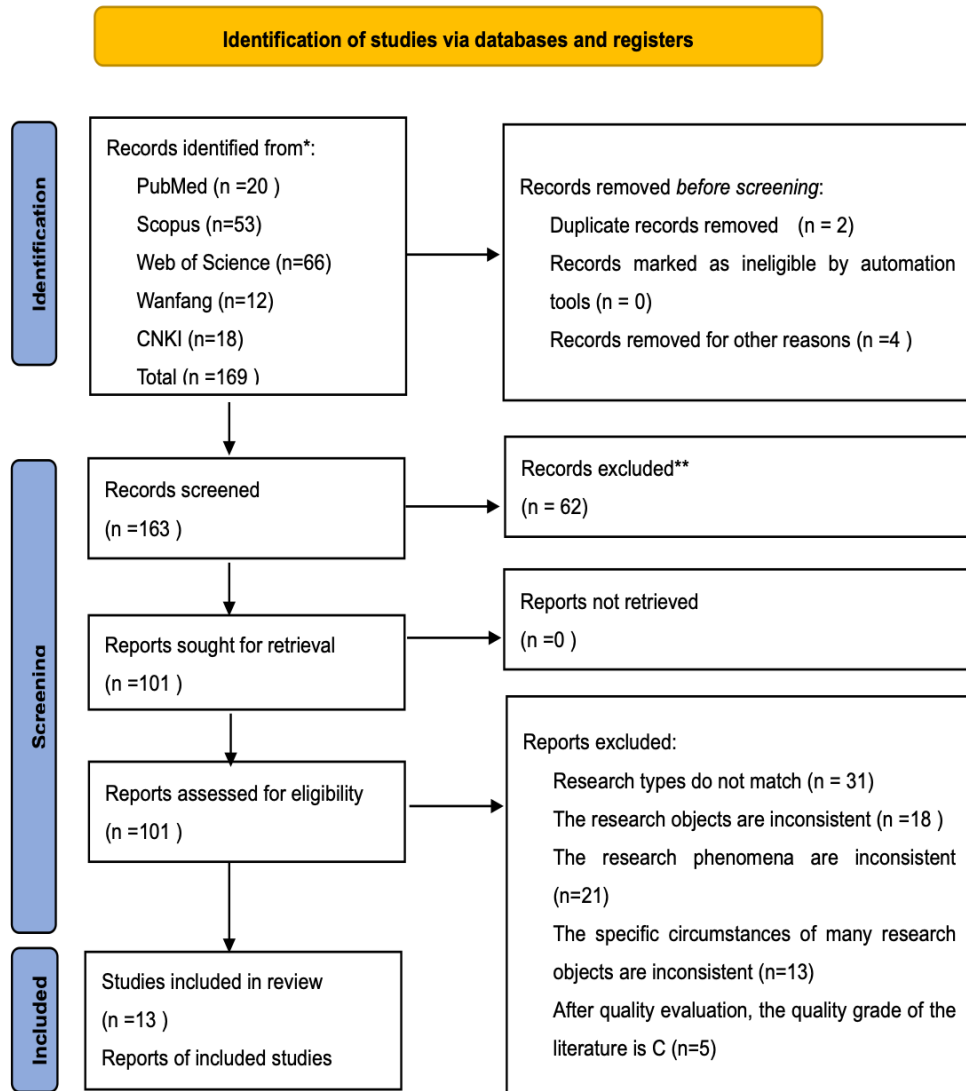 Identification of studies via databases and registers
Identification
Records identified from*:
PubMed (n =20 )
Scopus (n=53)
Web of Science (n=66)
Wanfang (n=12)
CNKI (n=18)
Total (n =169 )
Records removed before screening:
Duplicate records removed (n = 2)
Records marked as ineligible by automation
tools (n = 0)
Records removed for other reasons (n =4 )
Screening
Records screened
(n =163 )
Records excluded**
(n = 62)
Reports sought for retrieval
(n =101 )
Reports not retrieved
(n =0 )
Reports assessed for eligibility
(n =101 )
Reports excluded:
Research types do not match (n = 31)
The research objects are inconsistent (n =18 )
The research phenomena are inconsistent
(n=21)
The specific circumstances of many research
objects are inconsistent (n=13)
After quality evaluation, the quality grade of the
literature is C (n=5)
Included
Studies included in review
(n =13 )
Reports of included studies